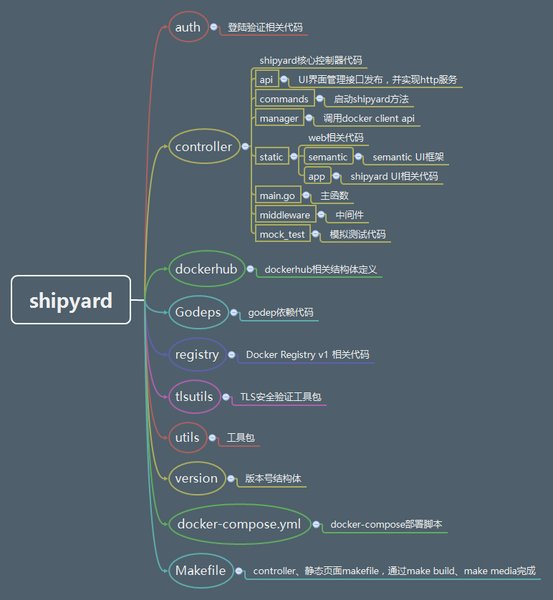 auth
登陆验证相关代码
controller
shipyard核心控制器代码
api
UI界面管理接口发布，并实现http服务
commands
启动shipyard方法
manager
调用docker client api
static
web相关代码
semantic
semantic UI框架
app
shipyard UI相关代码
main.go
主函数
middleware
中间件
mock_test
模拟测试代码
shipyard
dockerhub
dockerhub相关结构体定义
Godeps
godep依赖代码
registry
Docker Registry v1 相关代码
tlsutils
TLS安全验证工具包
utils
工具包
version
版本号结构体
docker-compose.yml
docker-compose部署脚本
Makefile
controller、静态页面makefile，通过make build、make media完成